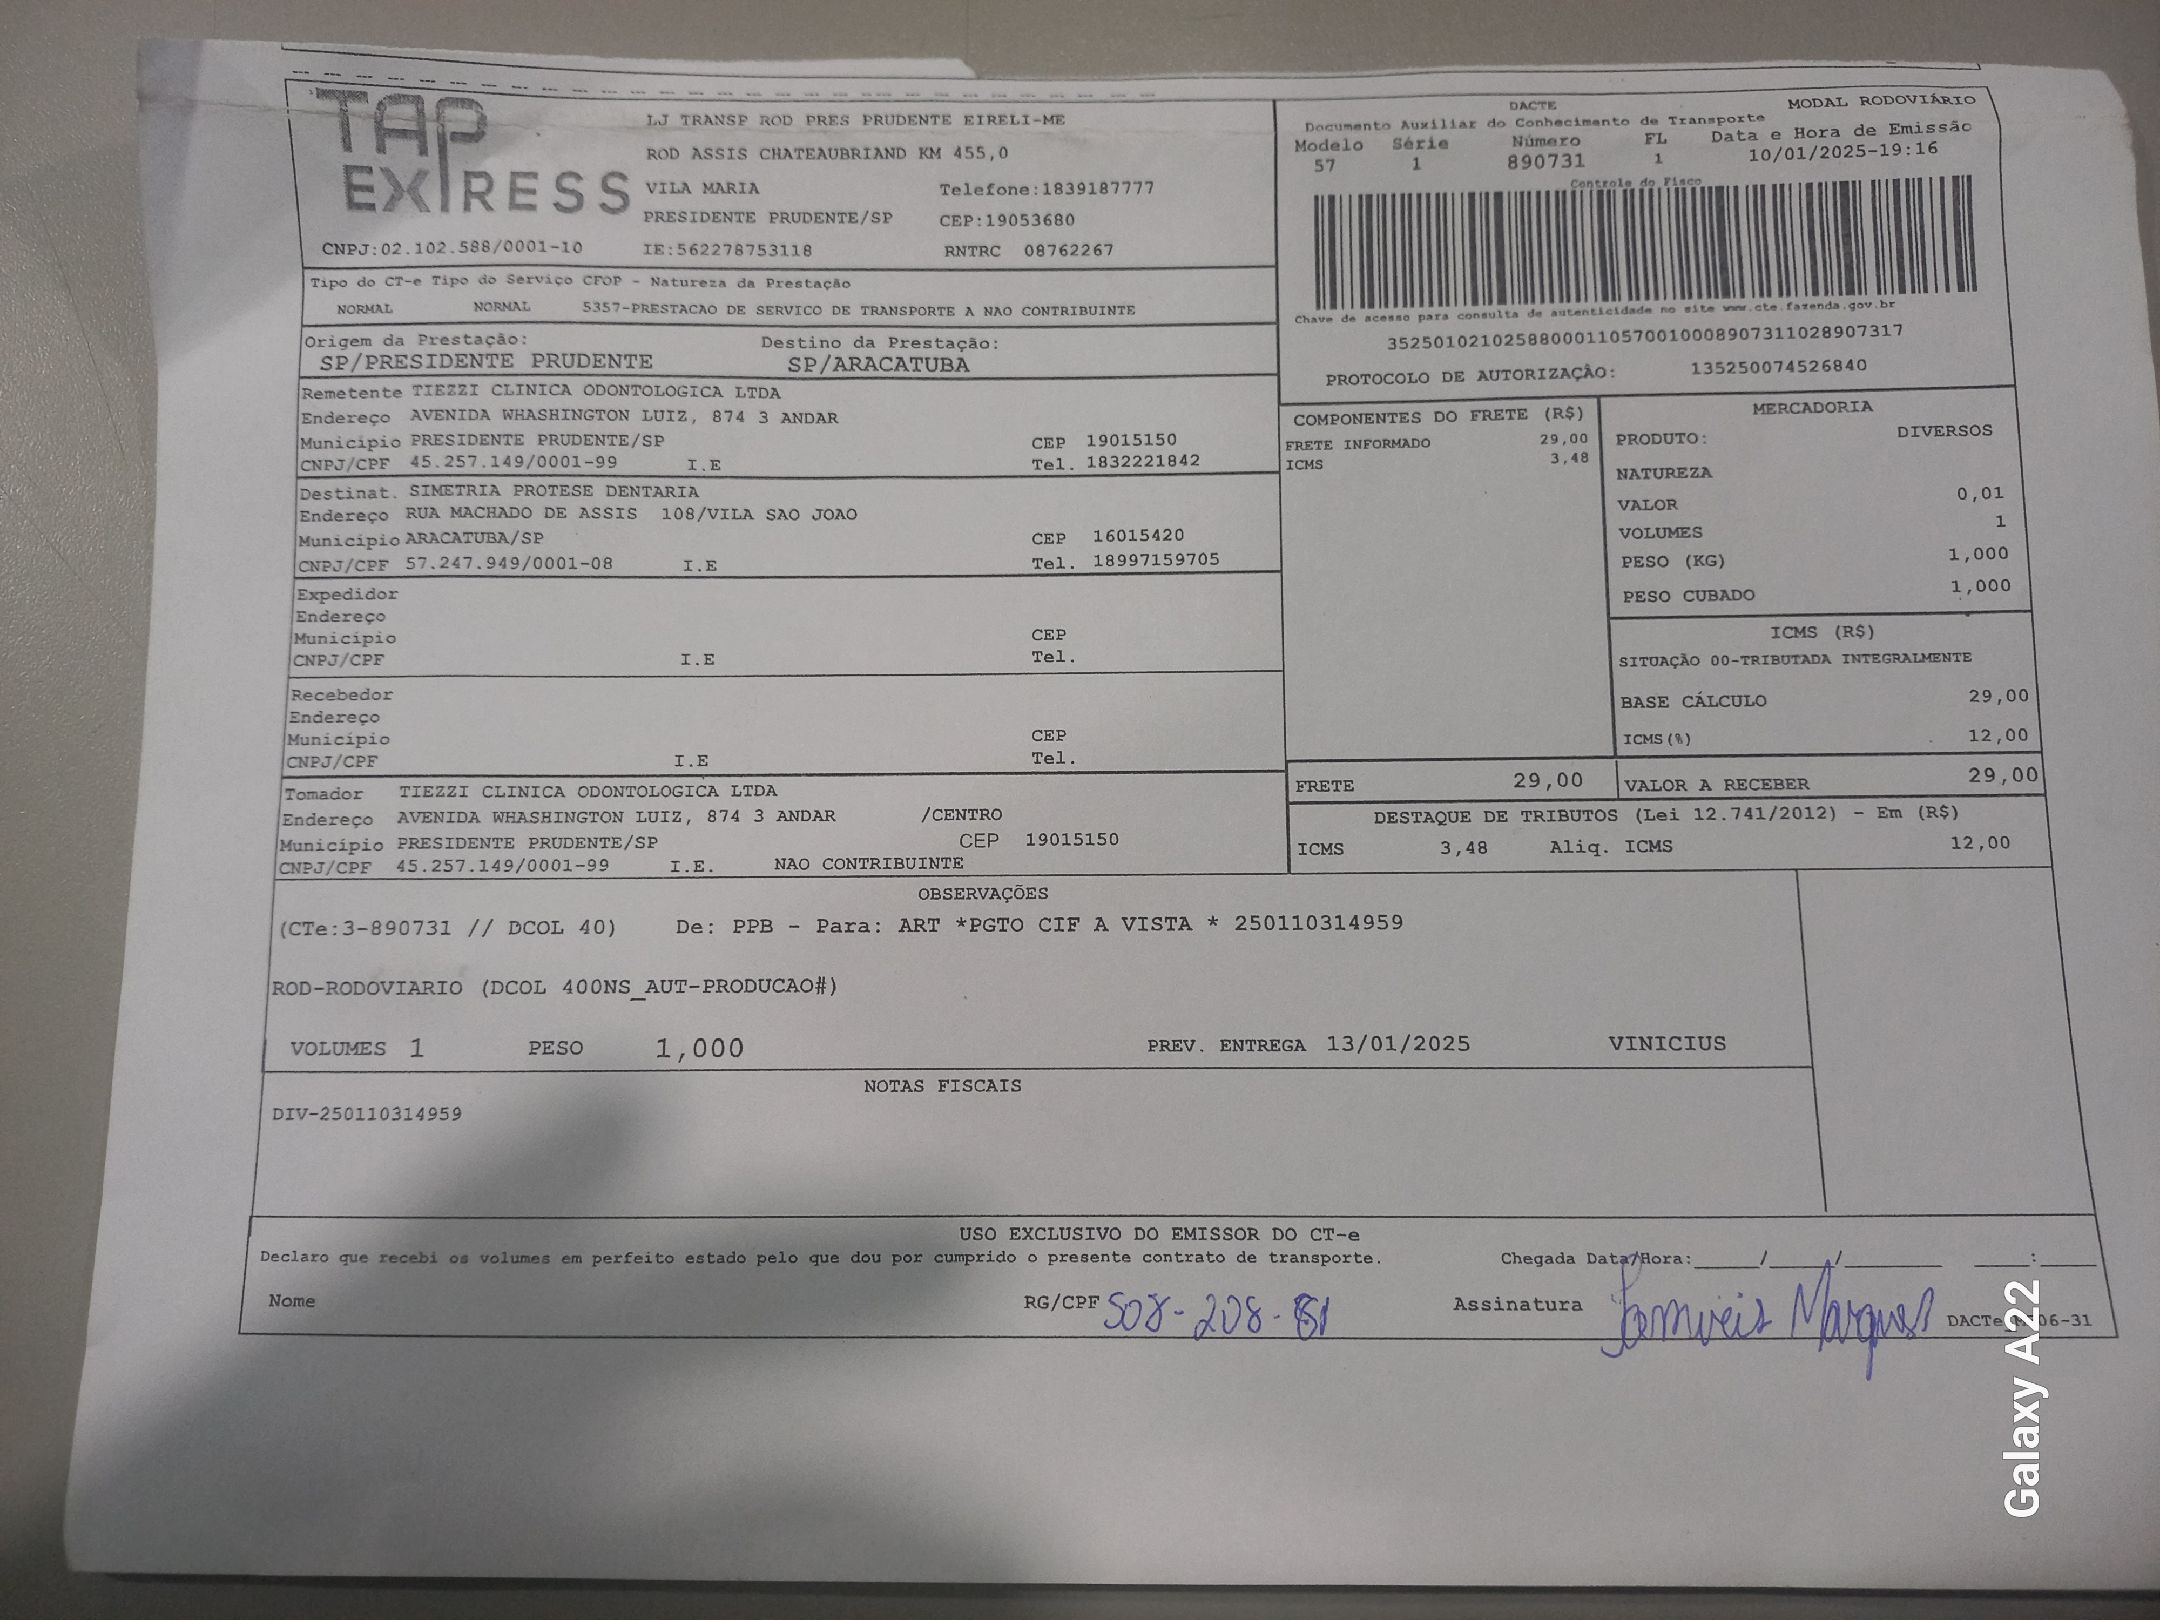 TAP
EXPRESS
LJ TRANSP ROD PRES PRUDENTE EIRELI-ME
ROD ASSIS CHATEAUBRIAND KM 455,0
VILA MARIA Telefone:1839187777
PRESIDENTE PRUDENTE/SP CEP:19053680
CNPJ:02.102.588/0001-10 IE:562278753118 RNTRC 08762267
DACTE MODAL RODOVIÁRIO
Documento Auxiliar do Conhecimento de Transporte
Modelo Série Número FL Data e Hora de Emissão
57 1 890731 1 10/01/2025-19:16
Controle do Fisco
Chave de acesso para consulta de autenticidade no site www.cte.fazenda.gov.br
35250102102588000110570010008907311028907317
PROTOCOLO DE AUTORIZAÇÃO: 135250074526840
Tipo do CT-e Tipo do Serviço CFOP - Natureza da Prestação
NORMAL NORMAL 5357-PRESTACAO DE SERVICO DE TRANSPORTE A NAO CONTRIBUINTE
Origem da Prestação: Destino da Prestação:
SP/PRESIDENTE PRUDENTE SP/ARACATUBA
Remetente TIEZZI CLINICA ODONTOLOGICA LTDA
Endereço AVENIDA WHASHINGTON LUIZ, 874 3 ANDAR
Município PRESIDENTE PRUDENTE/SP CEP 19015150
CNPJ/CPF 45.257.149/0001-99 I.E Tel. 1832221842
Destinat. SIMETRIA PROTESE DENTARIA
Endereço RUA MACHADO DE ASSIS 108/VILA SAO JOAO
Município ARACATUBA/SP CEP 16015420
CNPJ/CPF 57.247.949/0001-08 I.E Tel. 18997159705
Expedidor
Endereço
Município CEP
CNPJ/CPF I.E Tel.
Recebedor
Endereço
Município CEP
CNPJ/CPF I.E Tel.
Tomador TIEZZI CLINICA ODONTOLOGICA LTDA
Endereço AVENIDA WHASHINGTON LUIZ, 874 3 ANDAR /CENTRO
Município PRESIDENTE PRUDENTE/SP CEP 19015150
CNPJ/CPF 45.257.149/0001-99 I.E. NAO CONTRIBUINTE
COMPONENTES DO FRETE (R$)
FRETE INFORMADO 29,00
ICMS 3,48
MERCADORIA
PRODUTO: DIVERSOS
NATUREZA
VALOR 0,01
VOLUMES 1
PESO (KG) 1,000
PESO CUBADO 1,000
ICMS (R$)
SITUAÇÃO 00-TRIBUTADA INTEGRALMENTE
BASE CÁLCULO 29,00
ICMS(%) 12,00
FRETE 29,00 VALOR A RECEBER 29,00
DESTAQUE DE TRIBUTOS (Lei 12.741/2012) - Em (R$)
ICMS 3,48 Aliq. ICMS 12,00
OBSERVAÇÕES
(CTe:3-890731 // DCOL 40) De: PPB - Para: ART *PGTO CIF A VISTA * 250110314959
ROD-RODOVIARIO (DCOL 400NS_AUT-PRODUCAO#)
VOLUMES 1 PESO 1,000 PREV. ENTREGA 13/01/2025 VINICIUS
NOTAS FISCAIS
DIV-250110314959
USO EXCLUSIVO DO EMISSOR DO CT-e
Declaro que recebi os volumes em perfeito estado pelo que dou por cumprido o presente contrato de transporte. Chegada Data/Hora:_____/_____/________ ____:____
Nome RG/CPF 508-208-81 Assinatura Marques DACTe 06-31
Galaxy A22